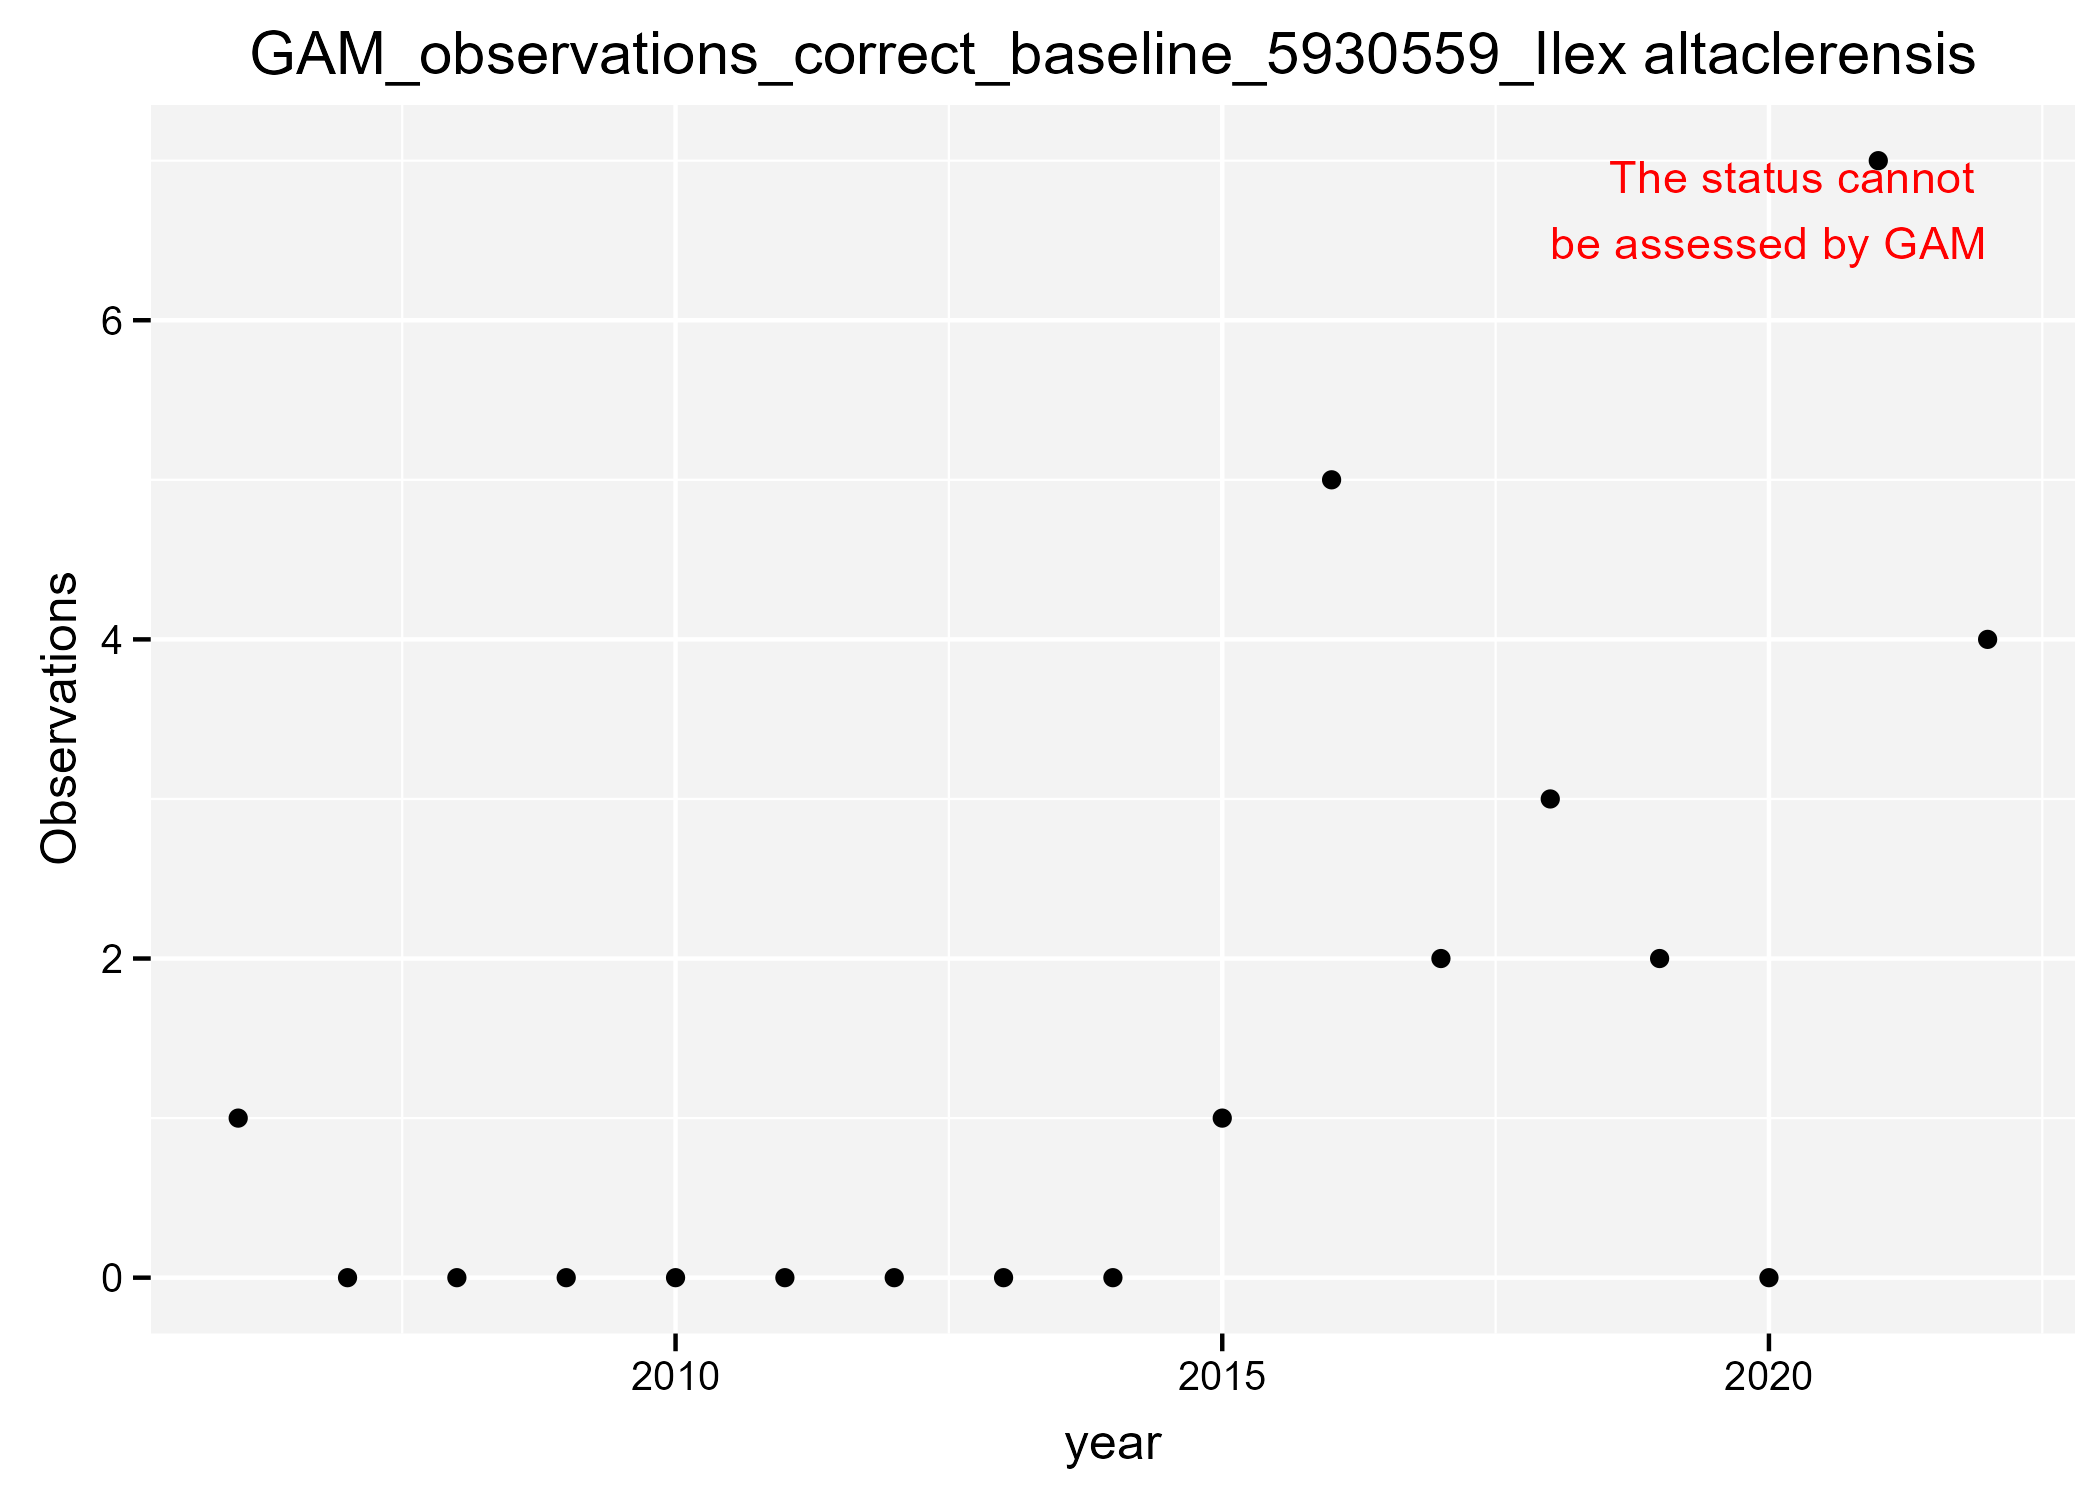 GAM_observations_correct_baseline_5930559_Ilex altaclerensis
The status cannot
be assessed by GAM
6
4
2
0
Observations
2010 2015 2020
year